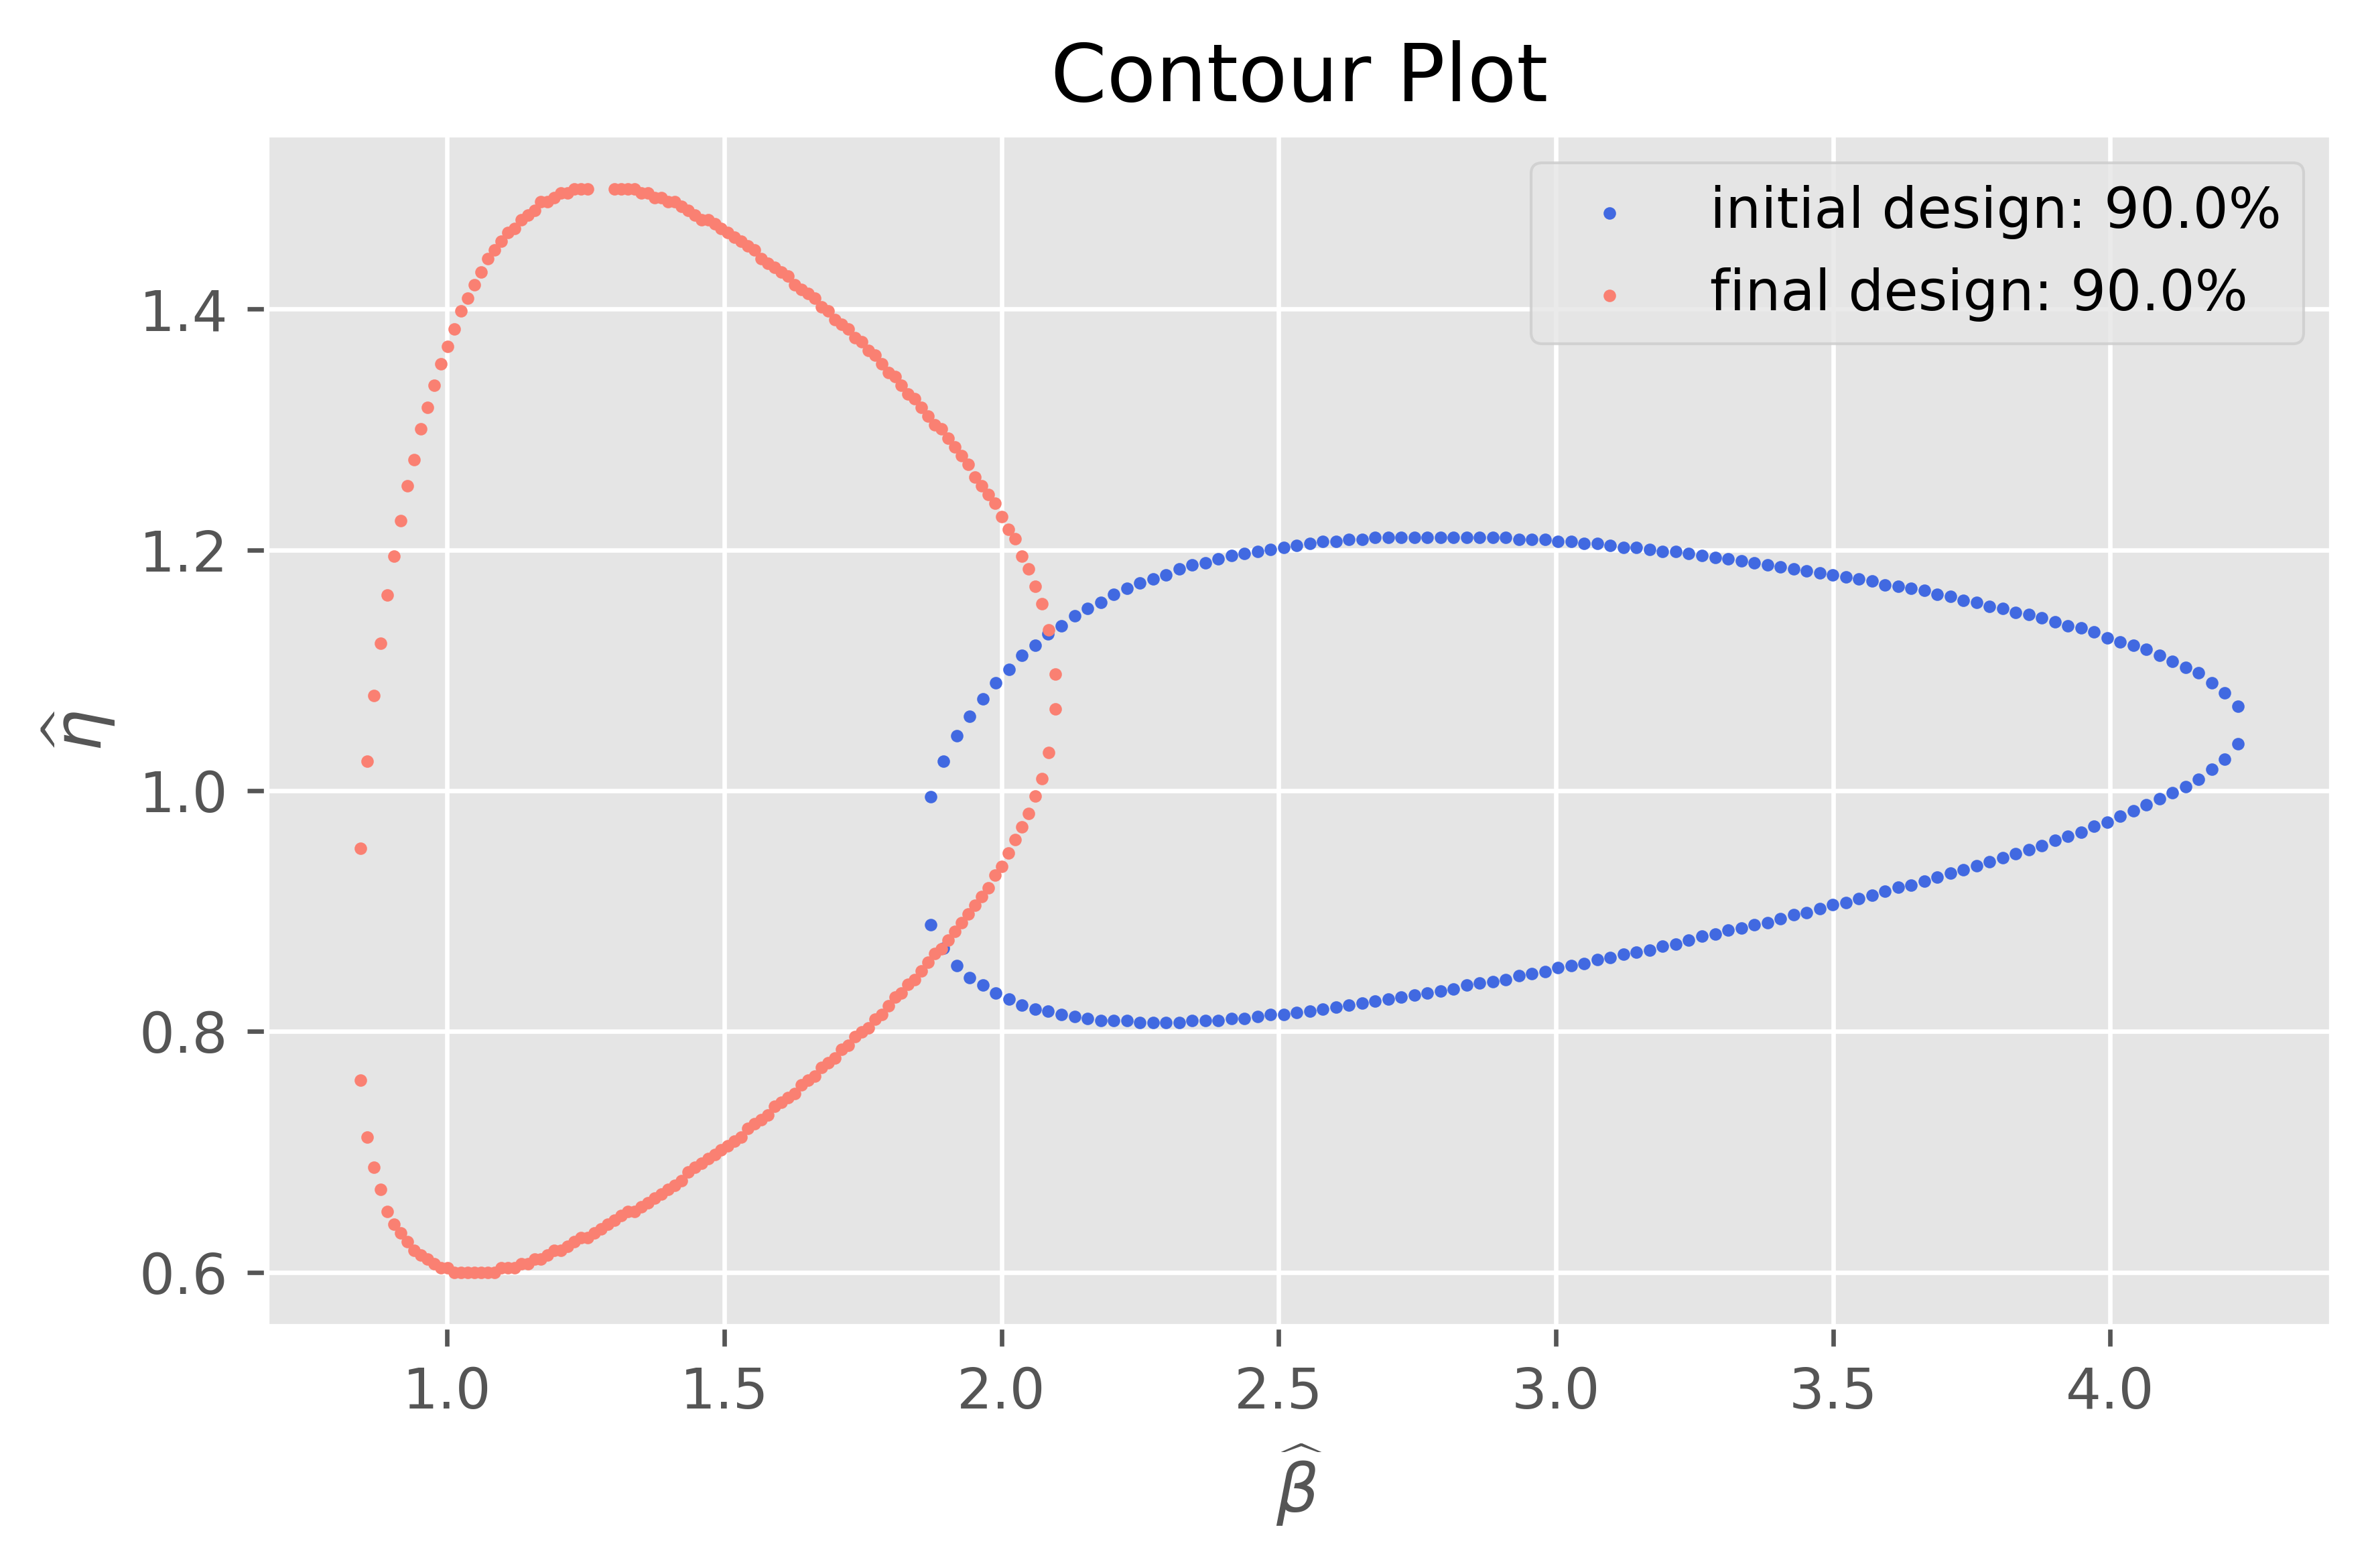 Contour Plot
initial design: 90.0%
final design: 90.0%
1.4
1.2
1.0
0.8
0.6
η̂
1.0 1.5 2.0 2.5 3.0 3.5 4.0
β̂